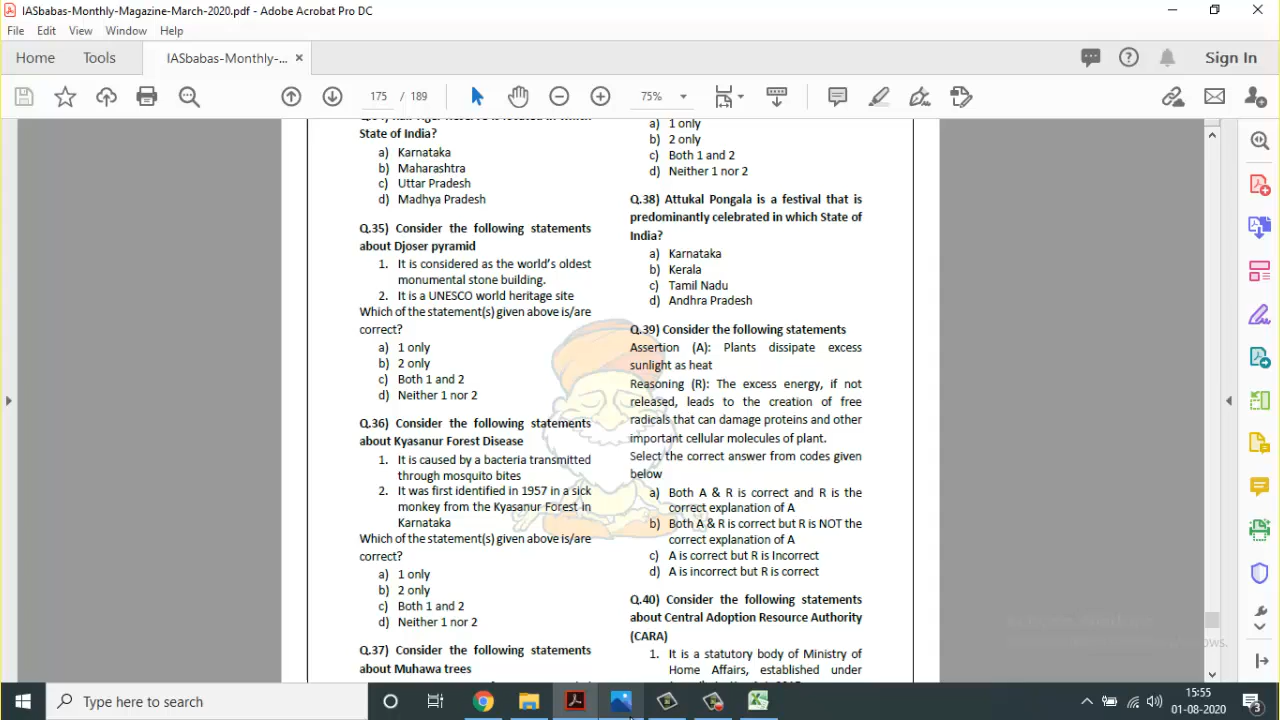 IASbabas-Monthly-Magazine-March-2020.pdf - Adobe Acrobat Pro DC
File Edit View Window Help
Home Tools IASbabas-Monthly-... × Sign In
175 / 189 75%
State of India?
a) Karnataka
b) Maharashtra
c) Uttar Pradesh
d) Madhya Pradesh
Q.35) Consider the following statements
about Djoser pyramid
1. It is considered as the world's oldest
monumental stone building.
2. It is a UNESCO world heritage site
Which of the statement(s) given above is/are
correct?
a) 1 only
b) 2 only
c) Both 1 and 2
d) Neither 1 nor 2
Q.36) Consider the following statements
about Kyasanur Forest Disease
1. It is caused by a bacteria transmitted
through mosquito bites
2. It was first identified in 1957 in a sick
monkey from the Kyasanur Forest in
Karnataka
Which of the statement(s) given above is/are
correct?
a) 1 only
b) 2 only
c) Both 1 and 2
d) Neither 1 nor 2
Q.37) Consider the following statements
about Muhawa trees
a) 1 only
b) 2 only
c) Both 1 and 2
d) Neither 1 nor 2
Q.38) Attukal Pongala is a festival that is
predominantly celebrated in which State of
India?
a) Karnataka
b) Kerala
c) Tamil Nadu
d) Andhra Pradesh
Q.39) Consider the following statements
Assertion (A): Plants dissipate excess
sunlight as heat
Reasoning (R): The excess energy, if not
released, leads to the creation of free
radicals that can damage proteins and other
important cellular molecules of plant.
Select the correct answer from codes given
below
a) Both A & R is correct and R is the
correct explanation of A
b) Both A & R is correct but R is NOT the
correct explanation of A
c) A is correct but R is Incorrect
d) A is incorrect but R is correct
Q.40) Consider the following statements
about Central Adoption Resource Authority
(CARA)
1. It is a statutory body of Ministry of
Home Affairs, established under
Type here to search
15:55
01-08-2020
3